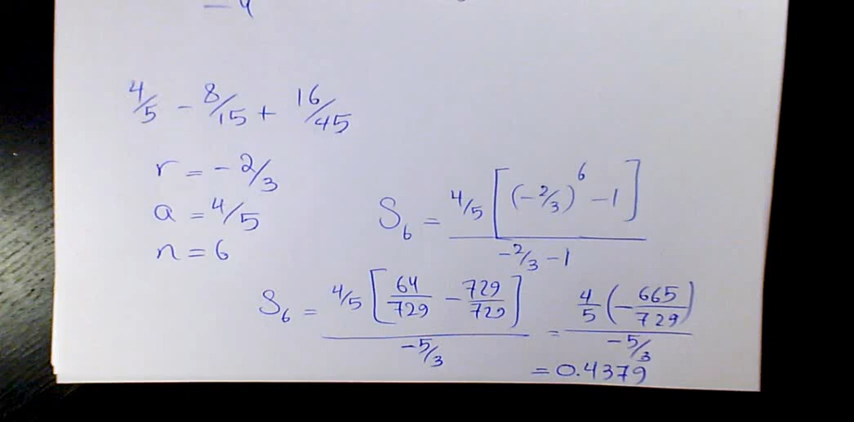 4/5 - 8/15 + 16/45
r = - 2/3
a = 4/5
n = 6
S₆ = 4/5 [(-2/3)⁶ - 1] / -2/3 - 1
S₆ = 4/5 [64/729 - 729/729] / -5/3 = 4/5 (-665/729) / -5/3
= 0.4379